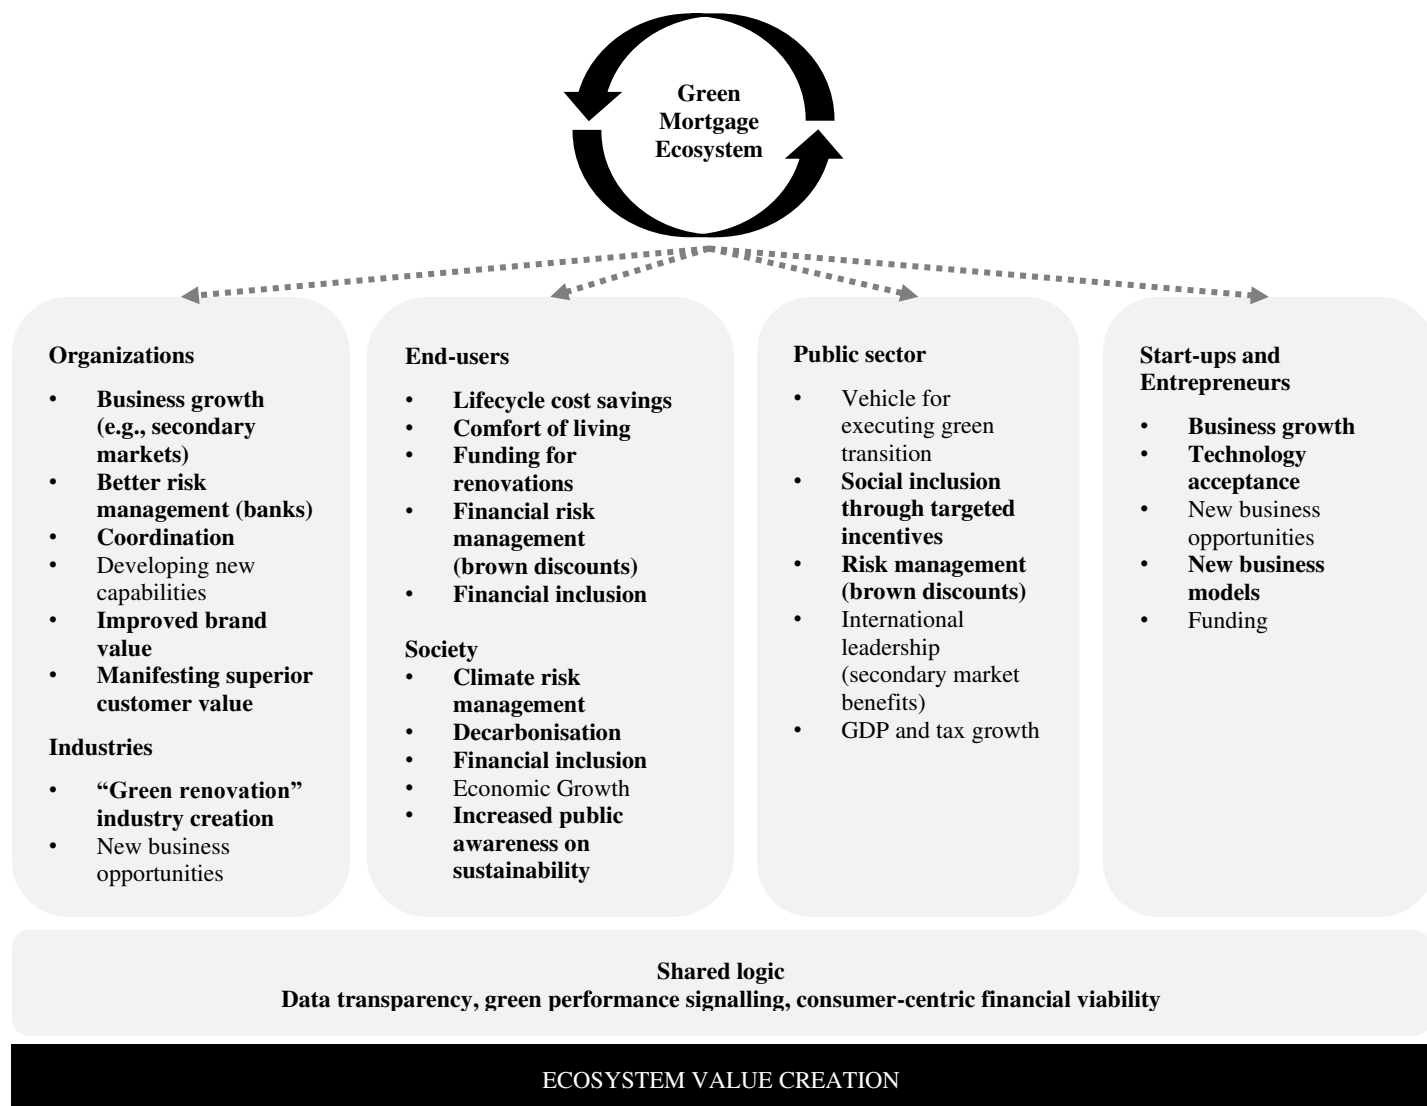 Green
Mortgage
Ecosystem
Organizations
• Business growth
(e.g., secondary
markets)
• Better risk
management (banks)
• Coordination
• Developing new
capabilities
• Improved brand
value
• Manifesting superior
customer value
Industries
• “Green renovation”
industry creation
• New business
opportunities
End-users
• Lifecycle cost savings
• Comfort of living
• Funding for
renovations
• Financial risk
management
(brown discounts)
• Financial inclusion
Society
• Climate risk
management
• Decarbonisation
• Financial inclusion
• Economic Growth
• Increased public
awareness on
sustainability
Public sector
• Vehicle for
executing green
transition
• Social inclusion
through targeted
incentives
• Risk management
(brown discounts)
• International
leadership
(secondary market
benefits)
• GDP and tax growth
Start-ups and
Entrepreneurs
• Business growth
• Technology
acceptance
• New business
opportunities
• New business
models
• Funding
Shared logic
Data transparency, green performance signalling, consumer-centric financial viability
ECOSYSTEM VALUE CREATION